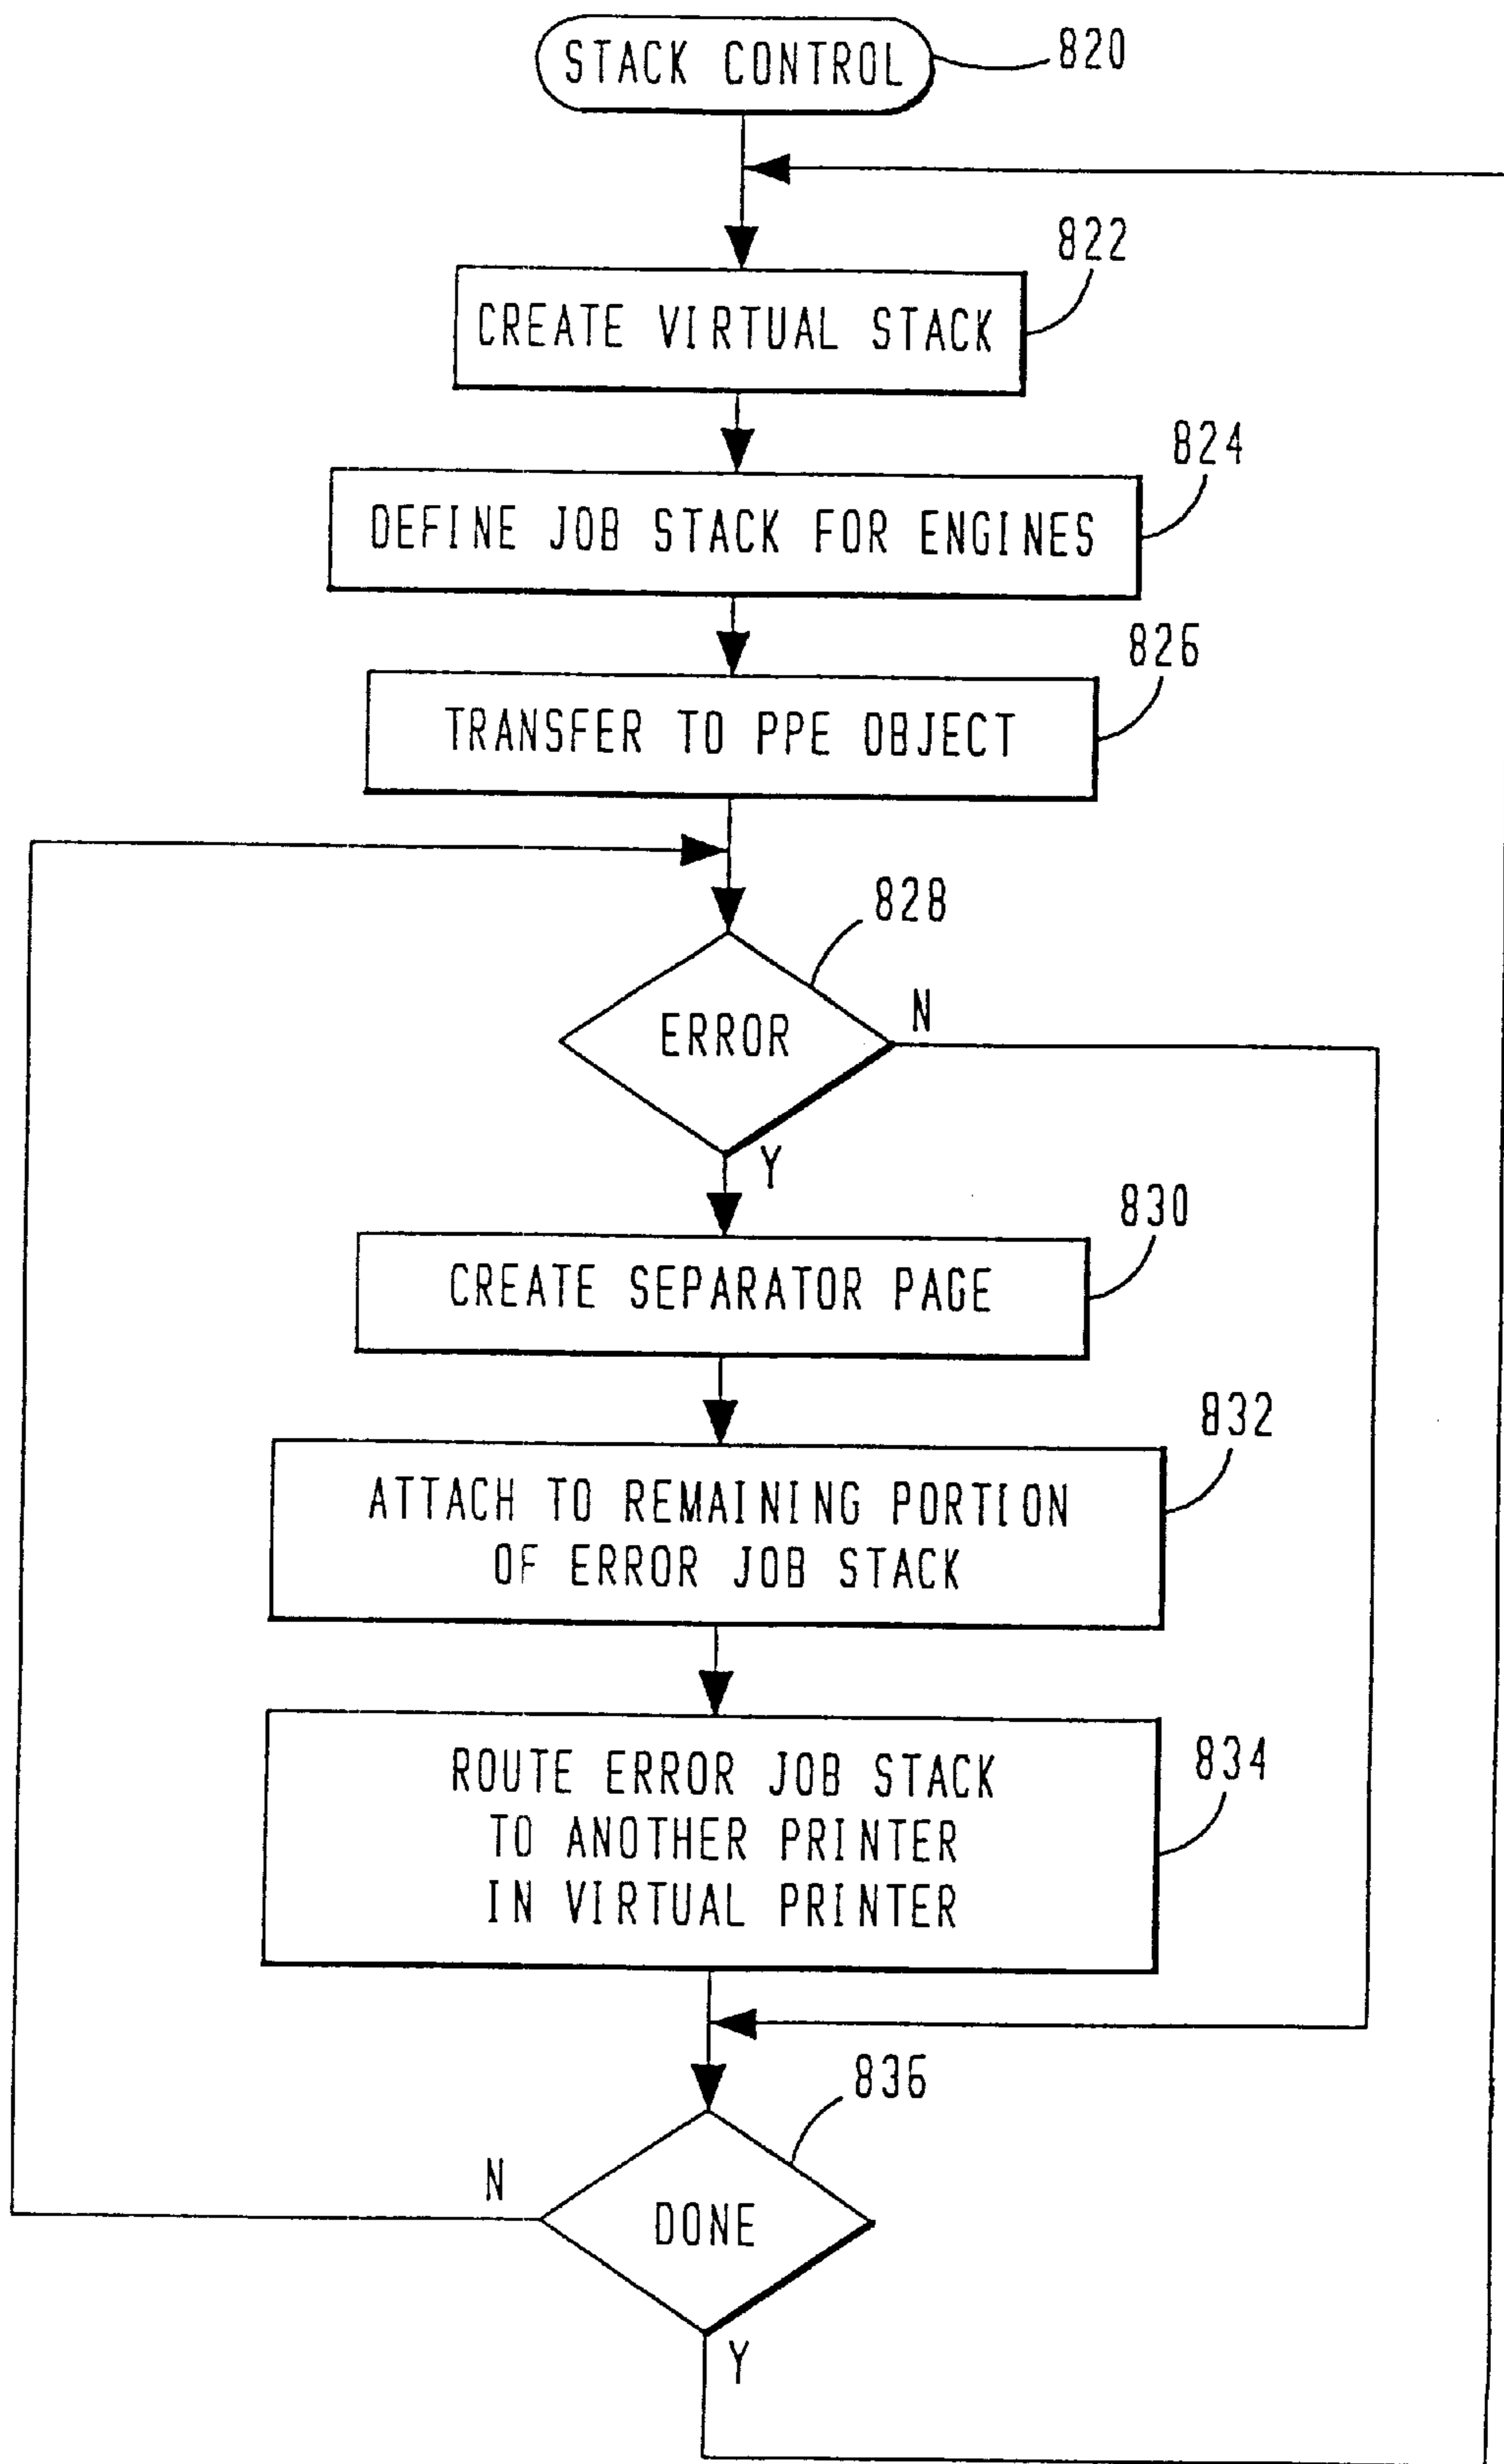 STACK CONTROL
820
822
CREATE VIRTUAL STACK
824
DEFINE JOB STACK FOR ENGINES
826
TRANSFER TO PPE OBJECT
828
ERROR
N
Y
830
CREATE SEPARATOR PAGE
832
ATTACH TO REMAINING PORTION
OF ERROR JOB STACK
834
ROUTE ERROR JOB STACK
TO ANOTHER PRINTER
IN VIRTUAL PRINTER
836
N
DONE
Y